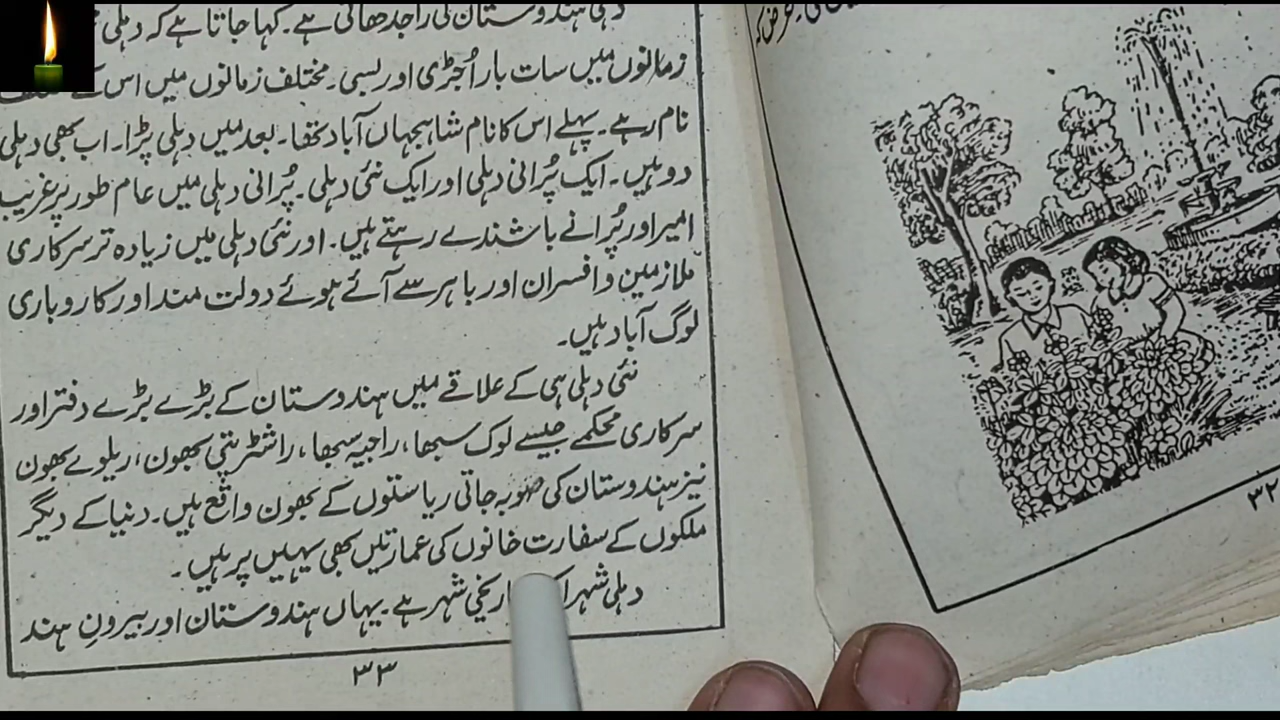 دہلی ہندوستان کی راجدھانی ہے۔ کہا جاتا ہے کہ دہلی
زمانوں میں سات بار اُجڑی اور بسی۔ مختلف زمانوں میں اس کے مختلف
نام رہے۔ پہلے اس کا نام شاہجہاں آباد تھا۔ بعد میں دہلی پڑا۔ اب بھی دہلی
دو ہیں۔ ایک پُرانی دہلی اور ایک نئی دہلی۔ پُرانی دہلی میں عام طور پر غریب
امیر اور پُرانے باشندے رہتے ہیں۔ اور نئی دہلی میں زیادہ تر سرکاری
ملازمین و افسران اور باہر سے آئے ہوئے دولت مند اور کاروباری
لوگ آباد ہیں۔
نئی دہلی ہی کے علاقے میں ہندوستان کے بڑے بڑے دفتر اور
سرکاری محکمے جیسے لوک سبھا، راجیہ سبھا، راشٹرپتی بھون، ریلوے بھون
نیز ہندوستان کی صوبہ جاتی ریاستوں کے بھون واقع ہیں۔ دنیا کے دیگر
ملکوں کے سفارت خانوں کی عمارتیں بھی یہیں پر ہیں۔
دہلی شہر تاریخی شہر ہے۔ یہاں ہندوستان اور بیرونِ ہند
۳۳
۳۲